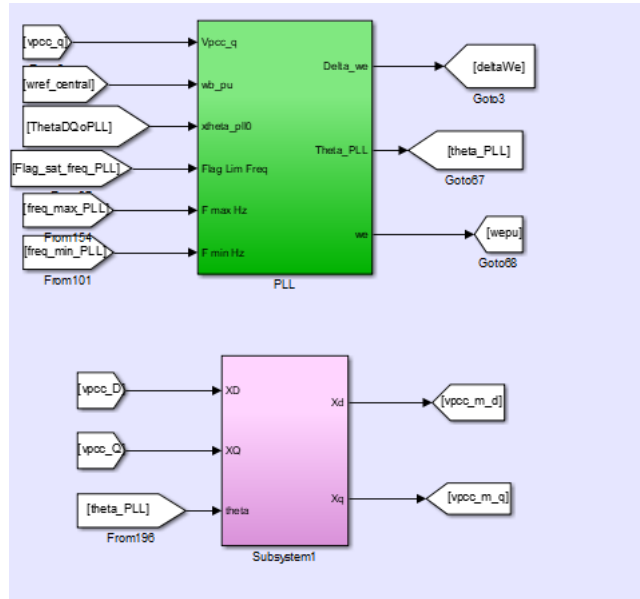 [vpcc_q]
Vpcc_q
Delta_we
[deltaWe]
Goto3
[wref_central]
wb_pu
[ThetaDQoPLL]
xtheta_pll0
Theta_PLL
[theta_PLL]
Goto67
[Flag_sat_freq_PLL]
Flag Lim Freq
[freq_max_PLL]
F max Hz
From154
we
[wepu]
Goto68
[freq_min_PLL]
F min Hz
From101
PLL
[vpcc_D]
XD
Xd
[vpcc_m_d]
[vpcc_Q]
XQ
Xq
[vpcc_m_q]
[theta_PLL]
theta
From196
Subsystem1